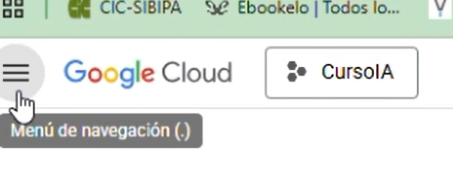 CIC-SIBIPA Ebookelo | Todos lo...
Google Cloud CursoIA
Menú de navegación (.)